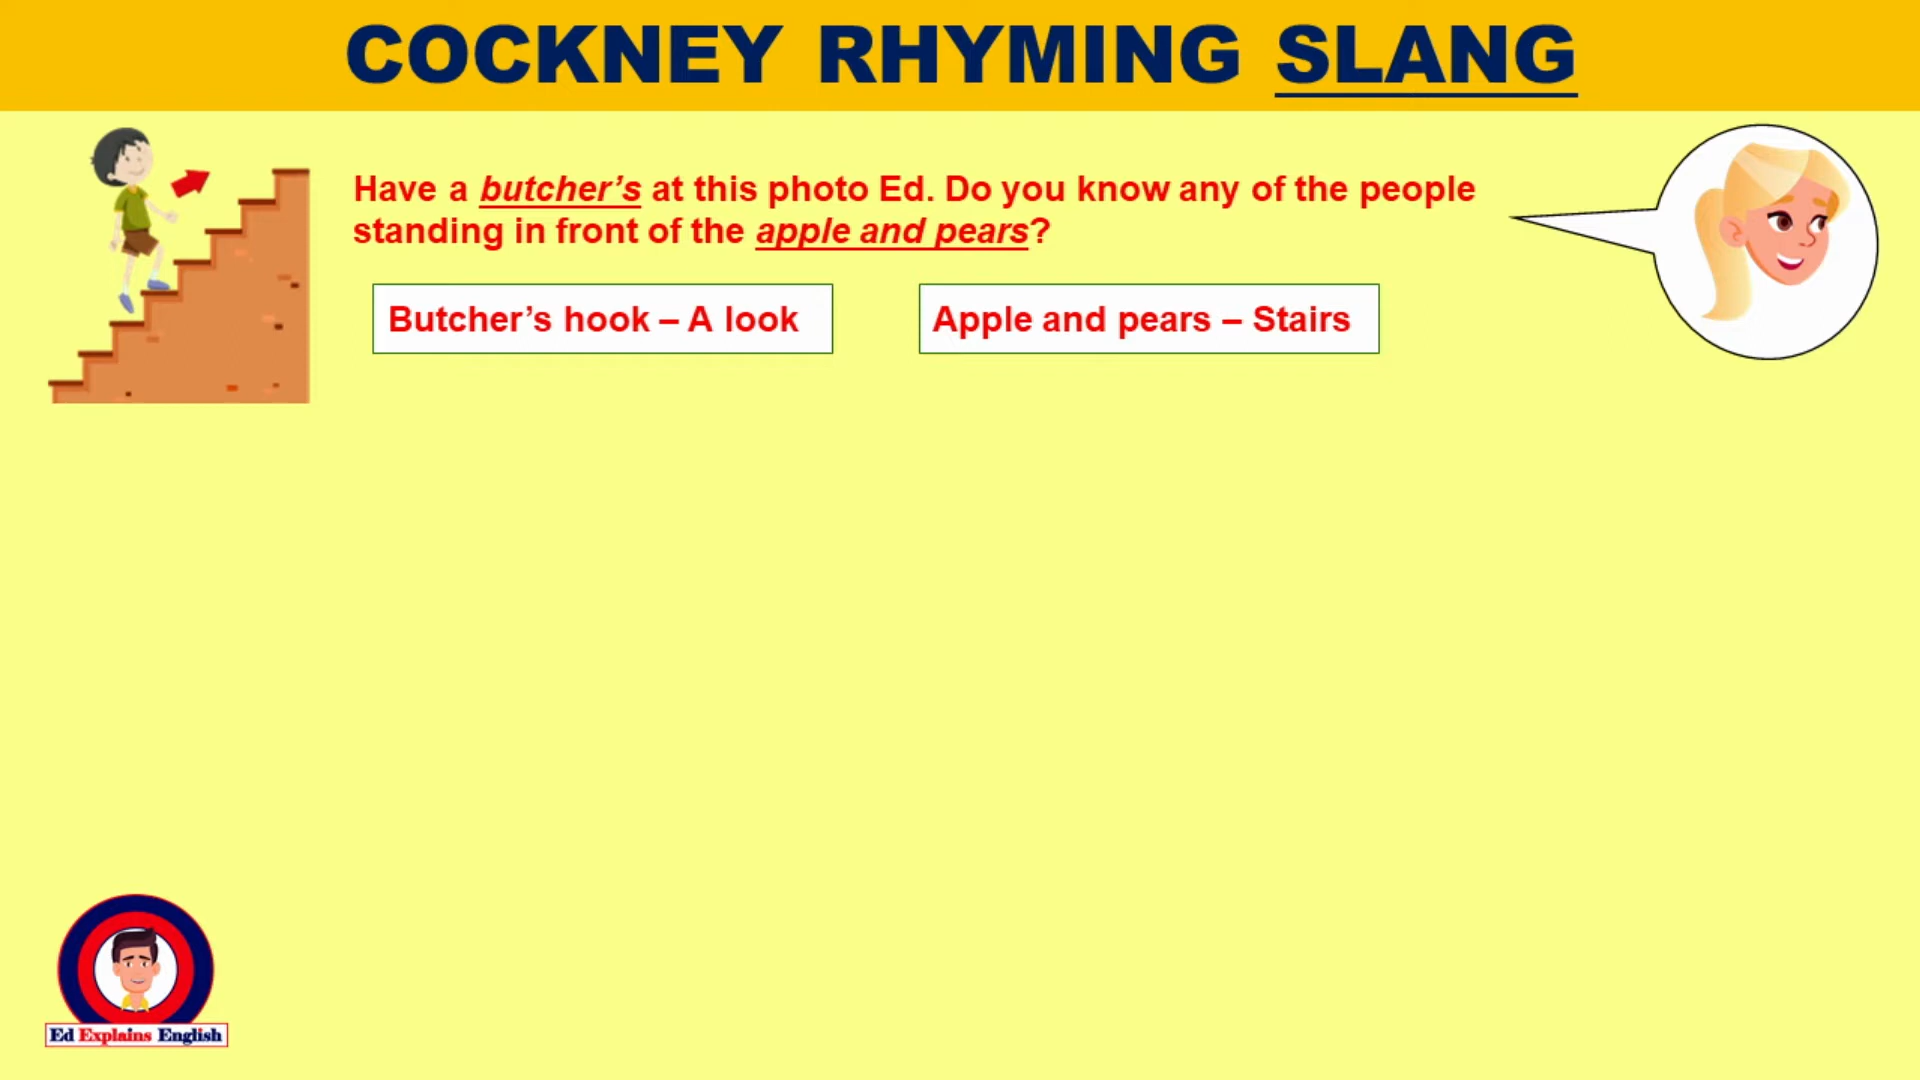 COCKNEY RHYMING SLANG
Have a butcher’s at this photo Ed. Do you know any of the people
standing in front of the apple and pears?
Butcher’s hook – A look
Apple and pears – Stairs
Ed Explains English